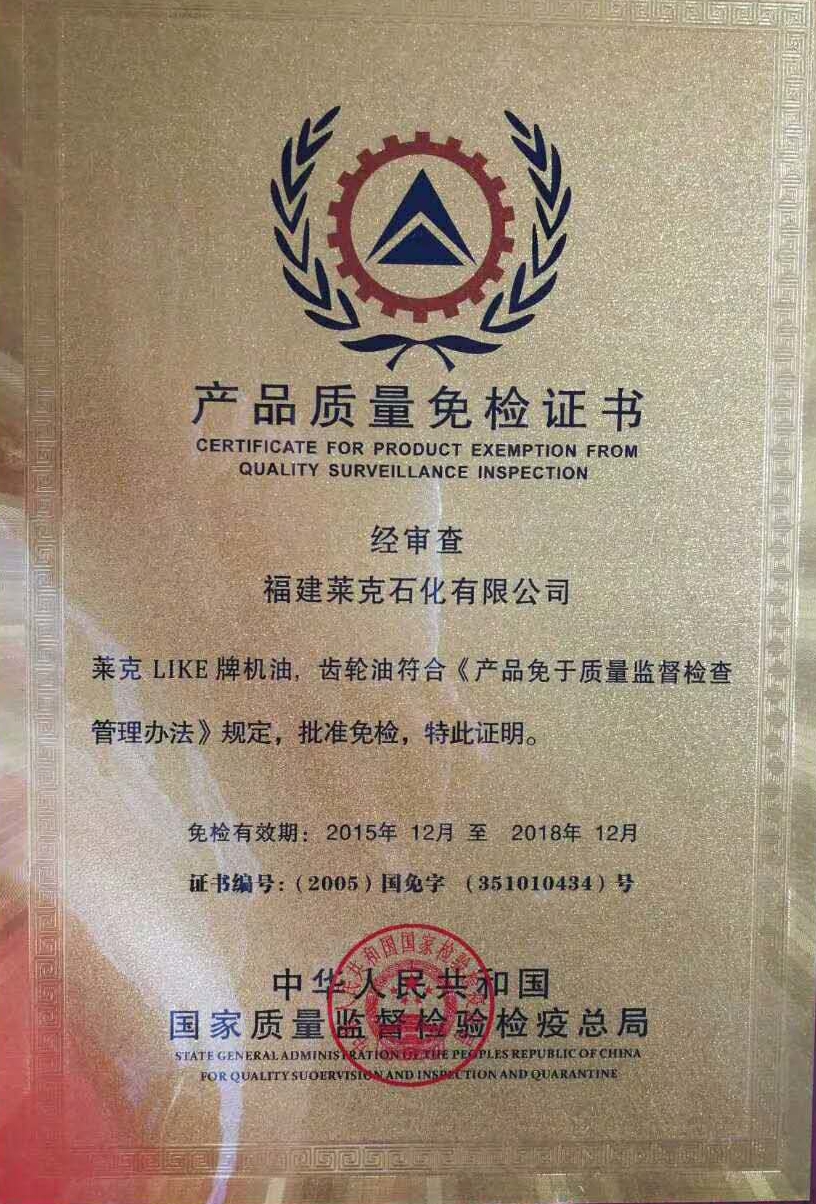 产品质量免检证书
CERTIFICATE FOR PRODUCT EXEMPTION FROM
QUALITY SURVEILLANCE INSPECTION
经审查
福建莱克石化有限公司
莱克 LIKE 牌机油，齿轮油符合《产品免于质量监督检查
管理办法》规定，批准免检，特此证明。
免检有效期：2015年 12月 至 2018年 12月
证书编号：（2005）国免字 （351010434）号
中华人民共和国
国家质量监督检验检疫总局
STATE GENERAL ADMINISTRATION OF THE PEOPLES REPUBLIC OF CHINA
FOR QUALITY SUOERVISION AND INSPECTION AND QUARANTINE